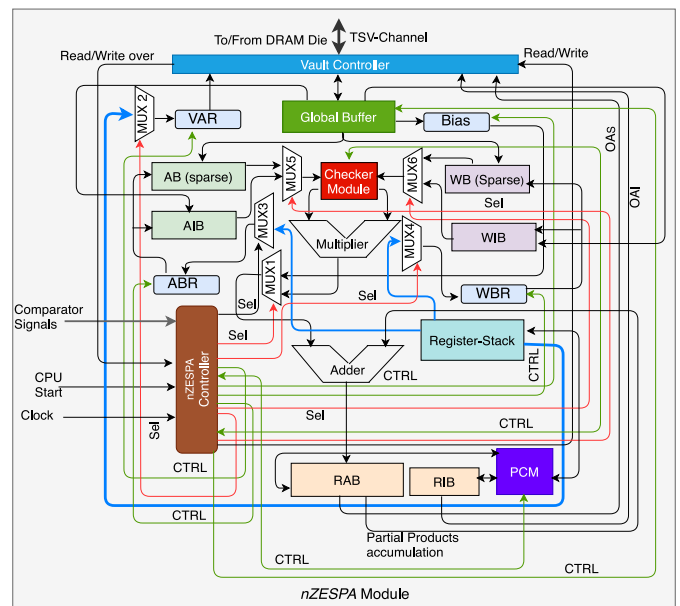 To/From DRAM Die
TSV-Channel
Read/Write over
Read/Write
Vault Controller
MUX 2
VAR
Global Buffer
Bias
OAs
OAI
AB (sparse)
MUX5
Checker
Module
MUX6
WB (Sparse)
Sel
AIB
MUX3
Multiplier
MUX4
WIB
ABR
MUX1
WBR
Sel
Comparator
Signals
Sel
Register-Stack
nZESPA
Controller
Adder
CTRL
CTRL
CPU
Start
Clock
Sel
Sel
CTRL
RAB
RIB
PCM
CTRL
Partial Products
accumulation
CTRL
CTRL
nZESPA Module